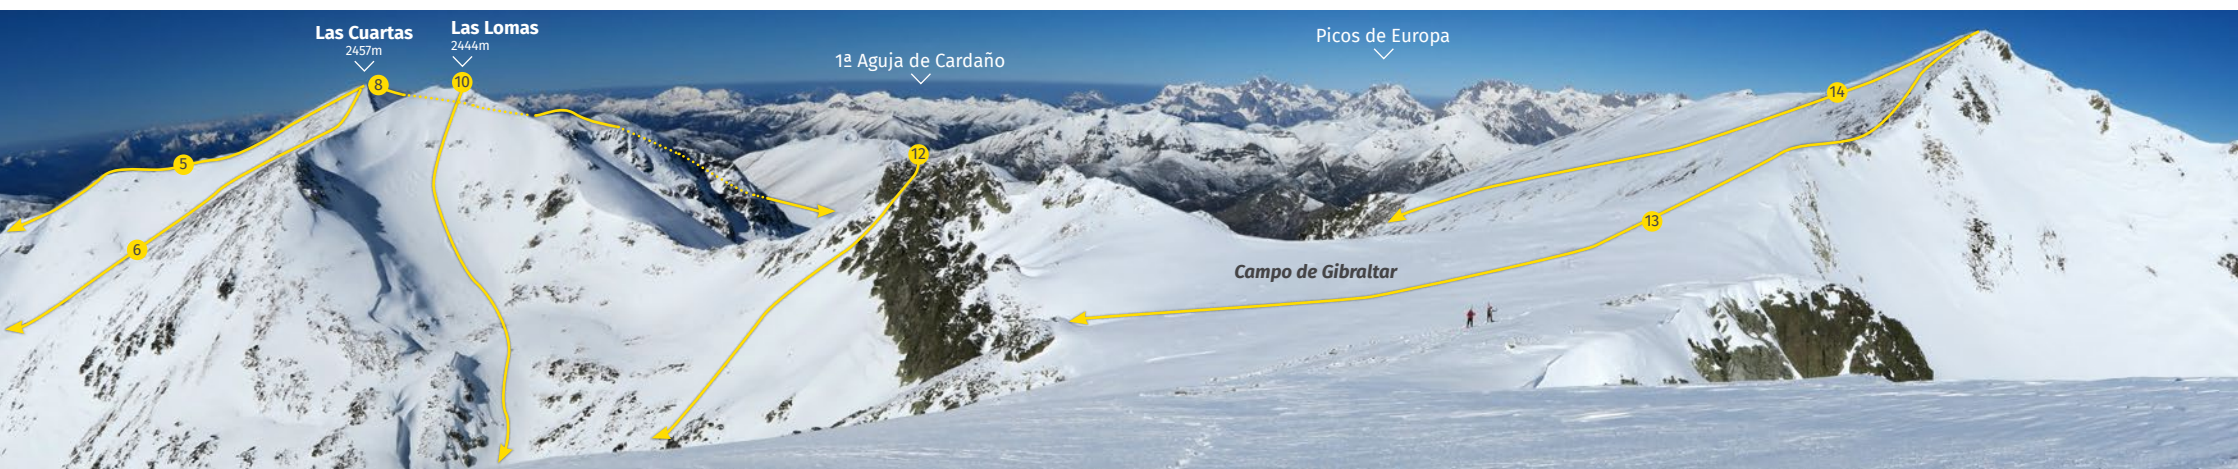 Las Cuartas
2457m
Las Lomas
2444m
1ª Aguja de Cardaño
Picos de Europa
8
10
14
5
12
6
13
Campo de Gibraltar